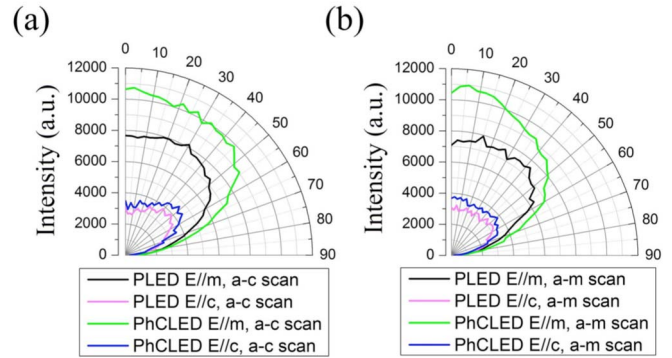 (a)
0
10
20
30
40
50
60
70
80
90
12000
10000
8000
6000
4000
2000
0
Intensity (a.u.)
PLED E//m, a-c scan
PLED E//c, a-c scan
PhCLED E//m, a-c scan
PhCLED E//c, a-c scan
(b)
0
10
20
30
40
50
60
70
80
90
12000
10000
8000
6000
4000
2000
0
Intensity (a.u.)
PLED E//m, a-m scan
PLED E//c, a-m scan
PhCLED E//m, a-m scan
PhCLED E//c, a-m scan